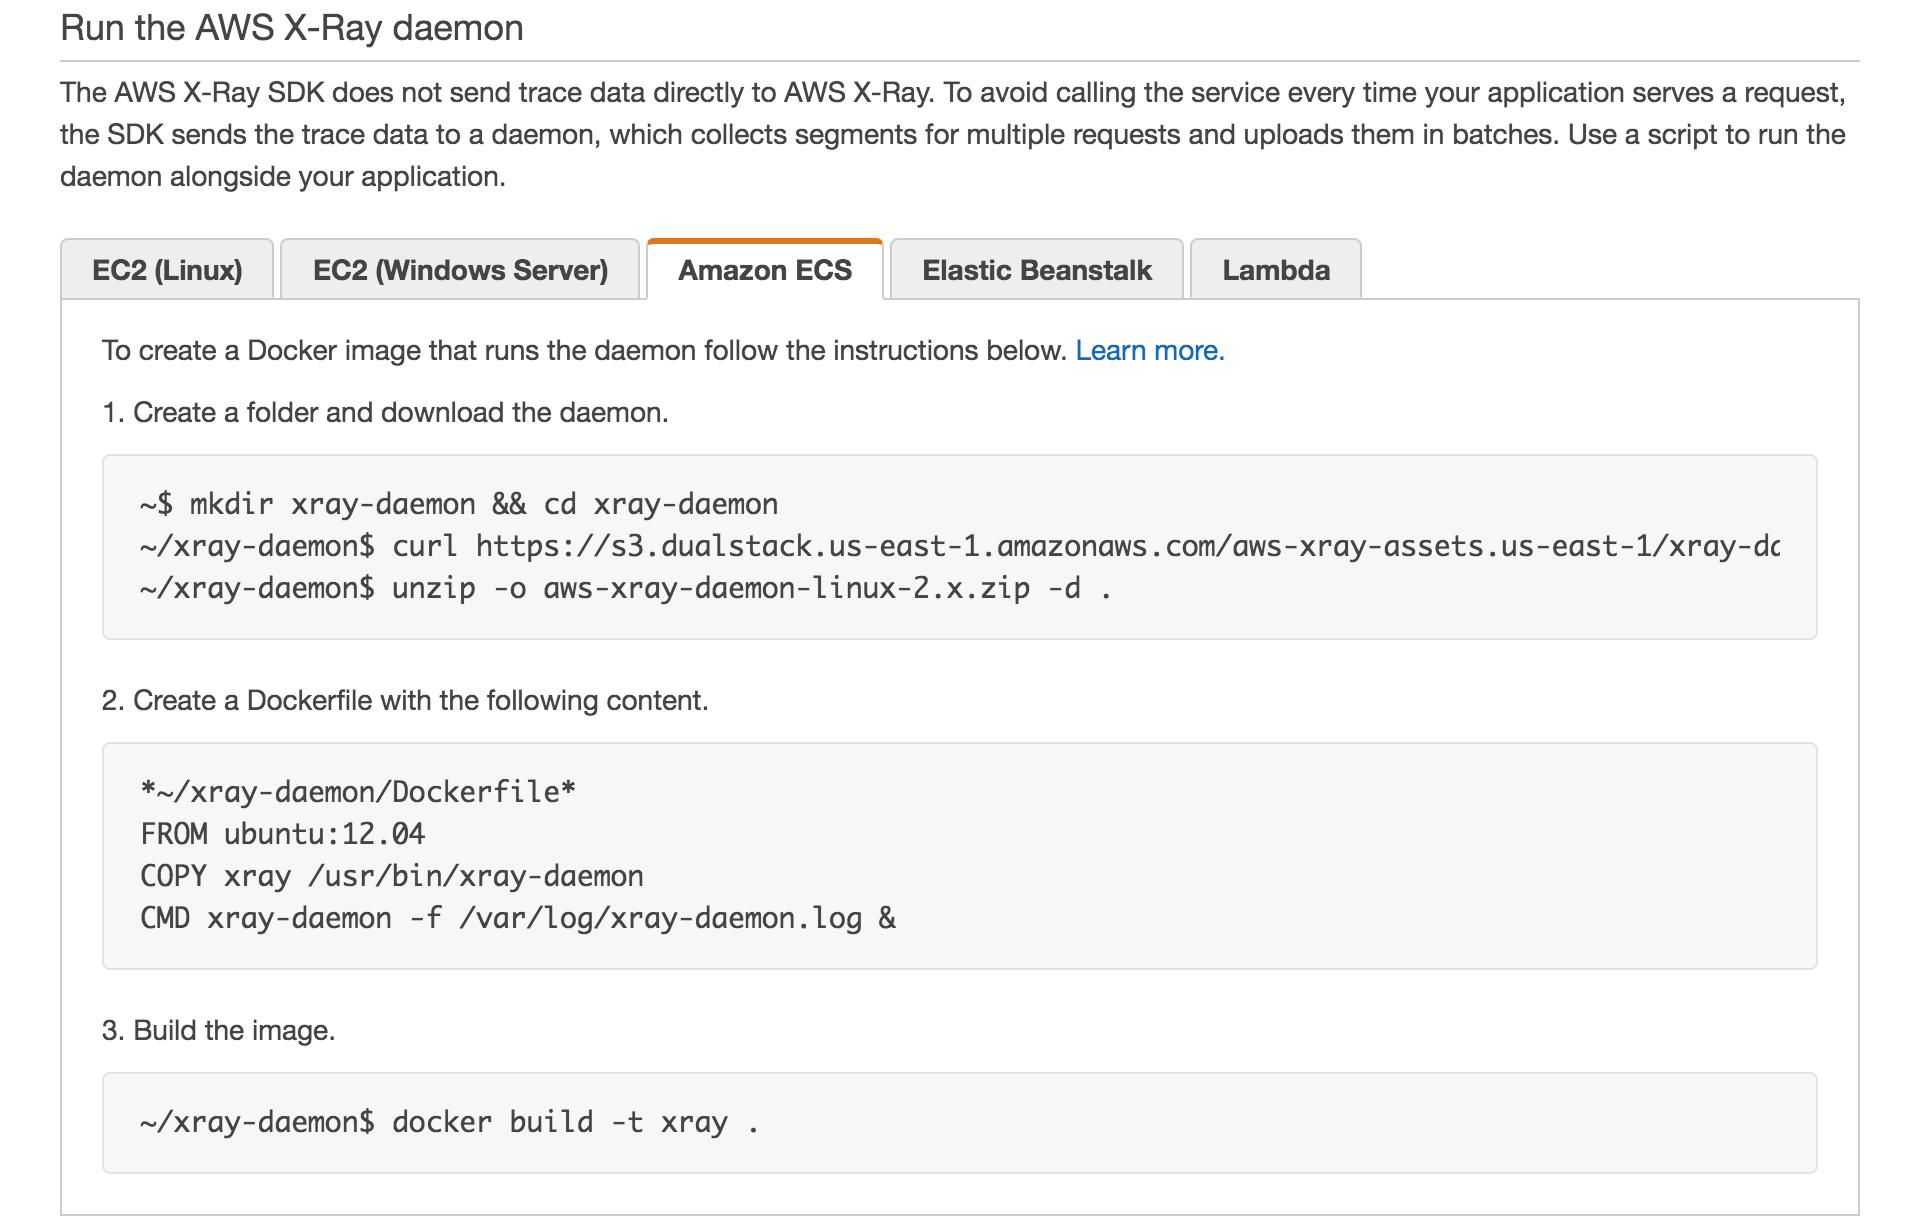 Run the AWS X-Ray daemon
The AWS X-Ray SDK does not send trace data directly to AWS X-Ray. To avoid calling the service every time your application serves a request,
the SDK sends the trace data to a daemon, which collects segments for multiple requests and uploads them in batches. Use a script to run the
daemon alongside your application.
EC2 (Linux) EC2 (Windows Server) Amazon ECS Elastic Beanstalk Lambda
To create a Docker image that runs the daemon follow the instructions below. Learn more.
1. Create a folder and download the daemon.
~$ mkdir xray-daemon && cd xray-daemon
~/xray-daemon$ curl https://s3.dualstack.us-east-1.amazonaws.com/aws-xray-assets.us-east-1/xray-da
~/xray-daemon$ unzip -o aws-xray-daemon-linux-2.x.zip -d .
2. Create a Dockerfile with the following content.
*~/xray-daemon/Dockerfile*
FROM ubuntu:12.04
COPY xray /usr/bin/xray-daemon
CMD xray-daemon -f /var/log/xray-daemon.log &
3. Build the image.
~/xray-daemon$ docker build -t xray .